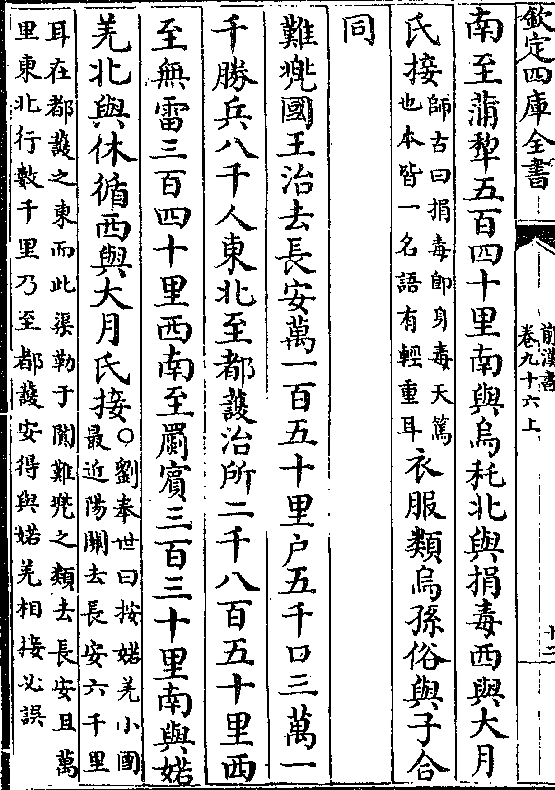 欽定四庫全書
前漢書
卷九十六上
十二
南至蒲犂五百四十里南與烏秅北與捐毒西與大月
氏接師古曰捐毒即身毒天篤
也本皆一名語有輕重耳衣服類烏孫俗與子合
同
難兜國王治去長安萬一百五十里户五千口三萬一
千勝兵八千人東北至都護治所二千八百五十里西
至無雷三百四十里西南至罽賓三百三十里南與婼
羌北與休循西與大月氏接○劉奉世曰按婼羌小國
最近陽關去長安六千里
耳在都護之東而此渠勒于闐難兜之類去長安且萬
里東北行數千里乃至都護安得與婼羌相接必誤